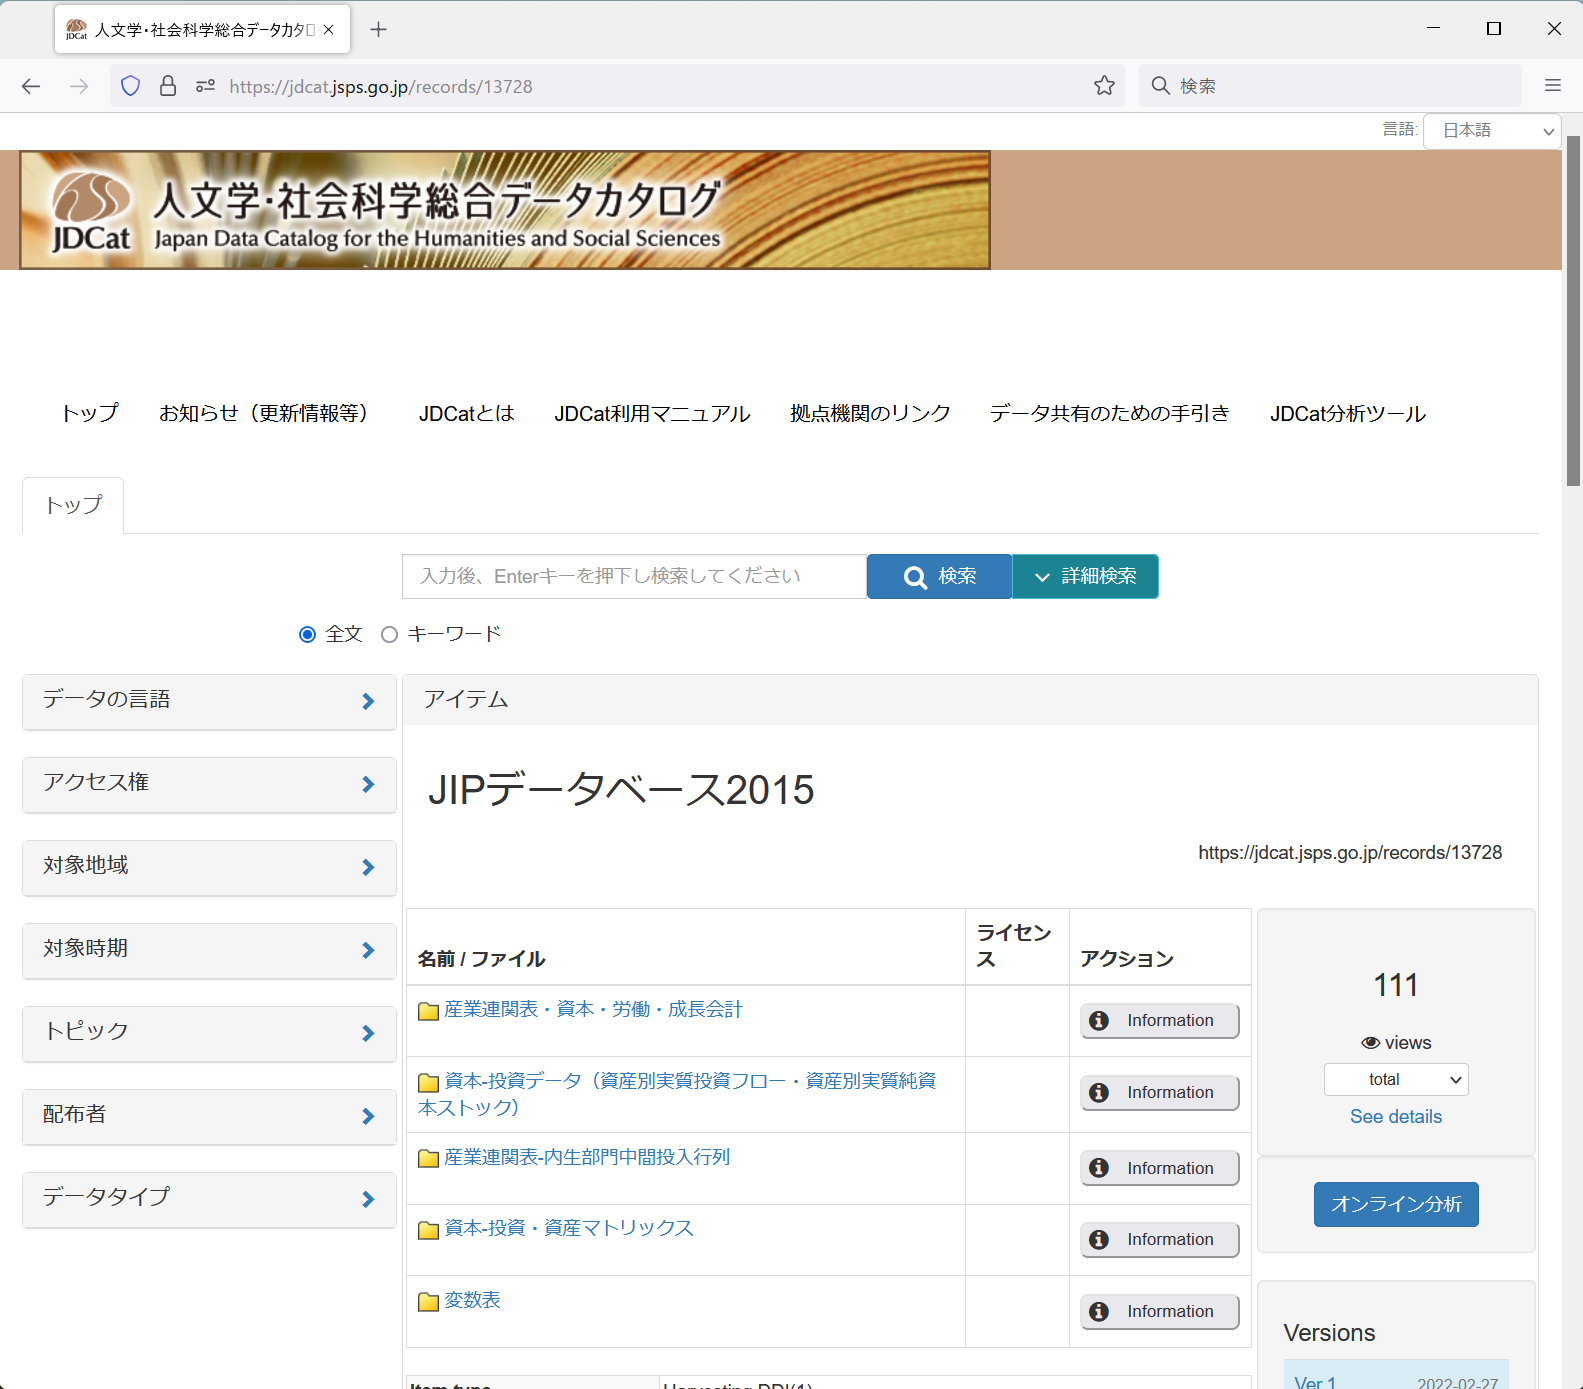 人文学・社会科学総合データカタロ
https://jdcat.jsps.go.jp/records/13728
検索
言語:
日本語
JDCat
人文学・社会科学総合データカタログ
Japan Data Catalog for the Humanities and Social Sciences
トップ
お知らせ（更新情報等）
JDCatとは
JDCat利用マニュアル
拠点機関のリンク
データ共有のための手引き
JDCat分析ツール
トップ
入力後、Enterキーを押下し検索してください
検索
詳細検索
全文
キーワード
データの言語
アクセス権
対象地域
対象時期
トピック
配布者
データタイプ
アイテム
JIPデータベース2015
https://jdcat.jsps.go.jp/records/13728
名前 / ファイル
ライセン
ス
アクション
産業連関表・資本・労働・成長会計
Information
資本-投資データ（資産別実質投資フロー・資産別実質純資
本ストック）
Information
産業連関表-内生部門中間投入行列
Information
資本-投資・資産マトリックス
Information
変数表
Information
111
views
total
See details
オンライン分析
Versions
Ver.1
2022-02-27
Item type
Harvesting DDI(1)